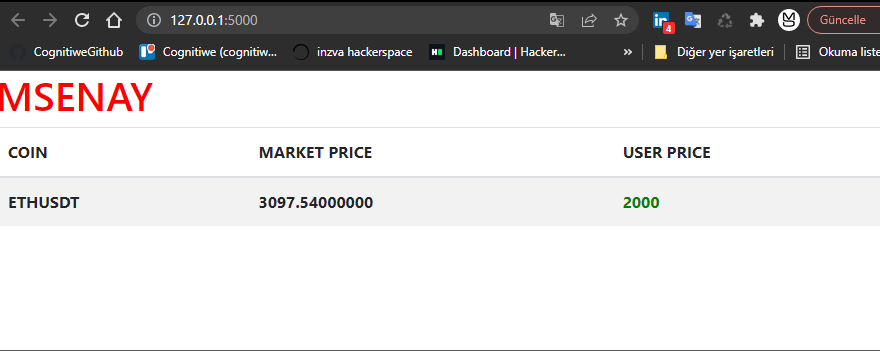 127.0.0.1:5000
4
Güncelle
CognitiweGithub
Cognitiwe (cognitiw...
inzva hackerspace
H
Dashboard | Hacker...
»
Diğer yer işaretleri
Okuma liste
MSENAY
COIN MARKET PRICE USER PRICE
ETHUSDT 3097.54000000 2000